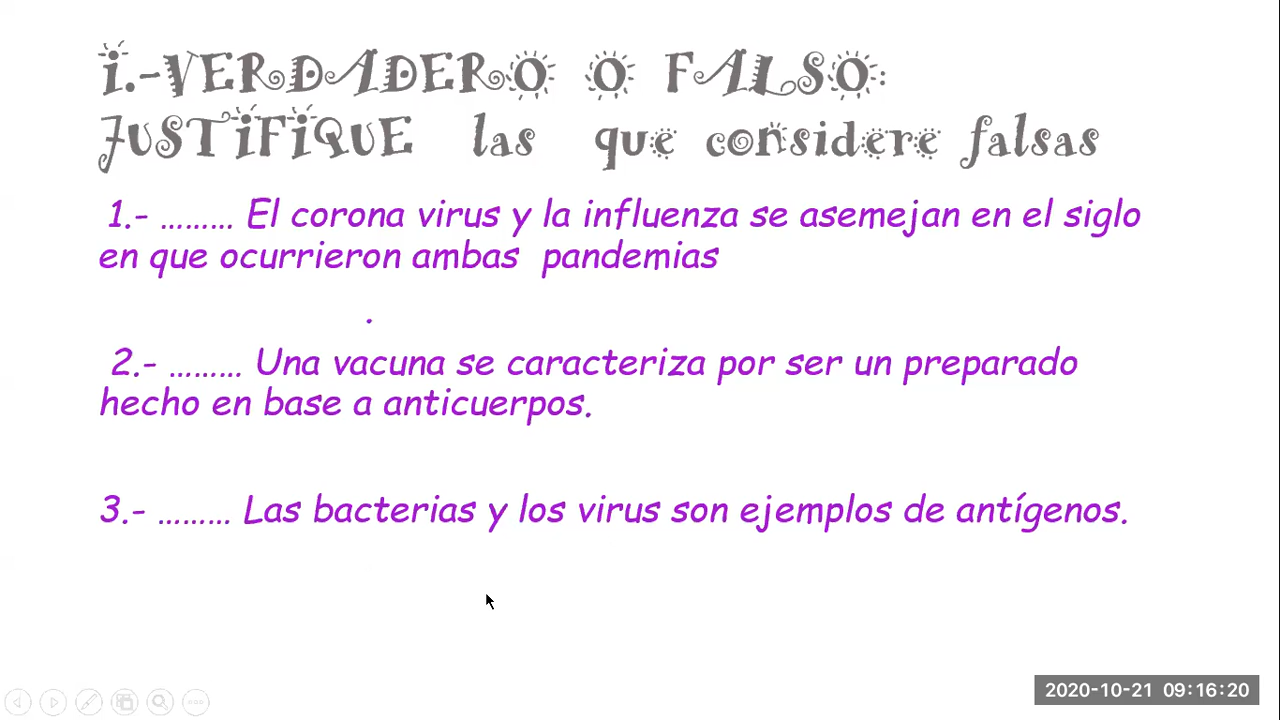 i.-VERDADERO O FALSO:
JUSTiFiQUE las que considere falsas
1.- ......... El corona virus y la influenza se asemejan en el siglo
en que ocurrieron ambas pandemias
.
2.- ......... Una vacuna se caracteriza por ser un preparado
hecho en base a anticuerpos.
3.- ......... Las bacterias y los virus son ejemplos de antígenos.
2020-10-21 09:16:20